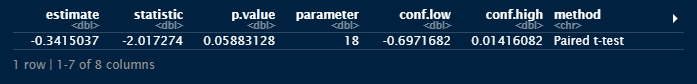 estimate statistic p.value parameter conf.low conf.high method
<dbl> <dbl> <dbl> <dbl> <dbl> <dbl> <chr>
-0.3415037 -2.017274 0.05883128 18 -0.6971682 0.01416082 Paired t-test
1 row | 1-7 of 8 columns